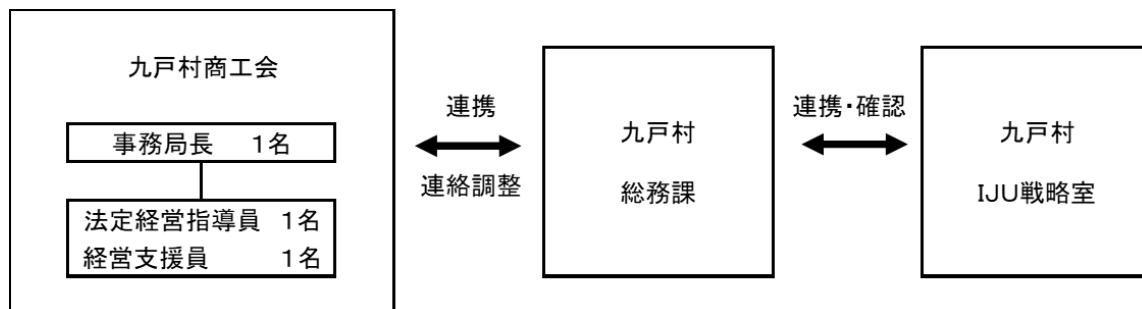 九戸村商工会
事務局長 1名
法定経営指導員 1名
経営支援員 1名
連携
連絡調整
九戸村
総務課
連携・確認
九戸村
IJU戦略室